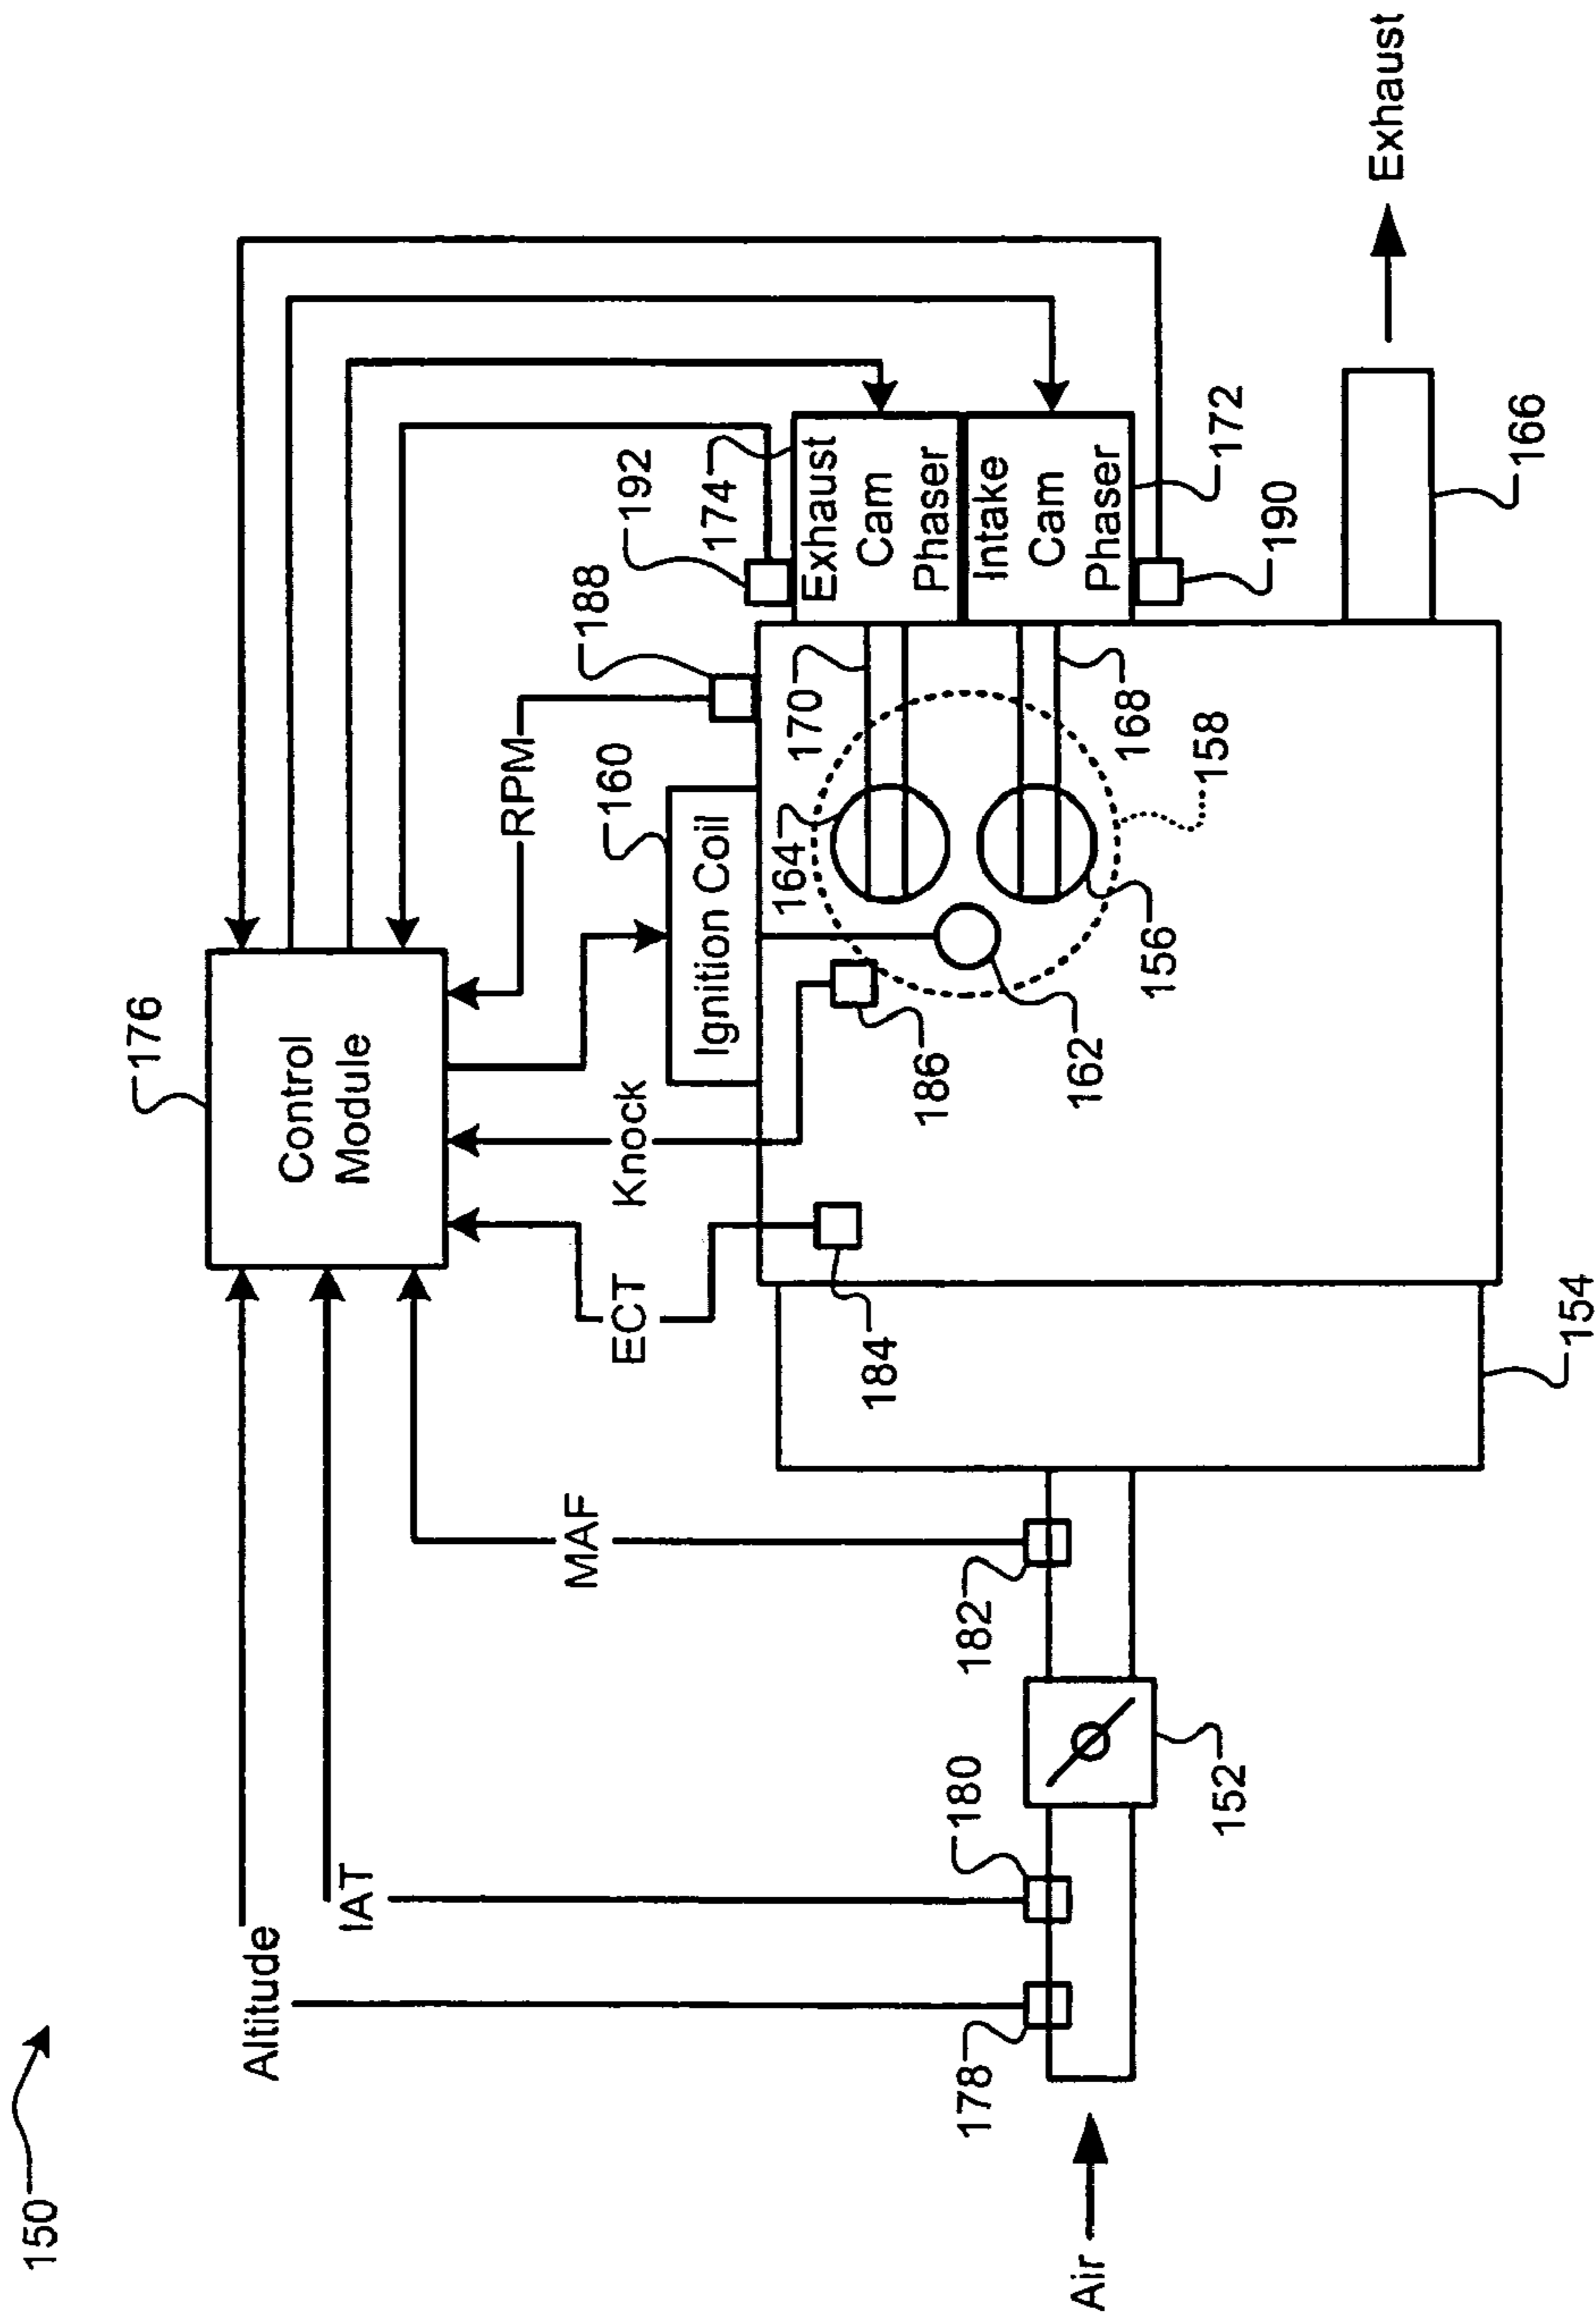 150
176
Control
Module
Altitude
IAT
MAF
ECT
Knock
RPM
160
Ignition Coil
188
192
174
Exhaust
Cam
Phaser
Intake
Cam
Phaser
172
190
170
168
164
158
156
162
186
184
182
180
178
152
154
166
Air
Exhaust